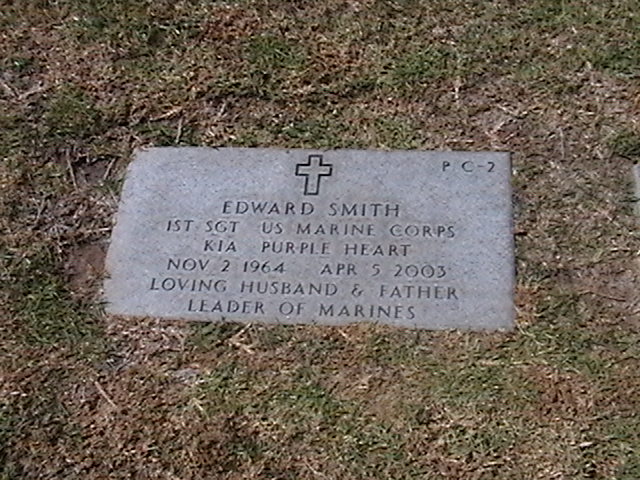 P C-2
EDWARD SMITH
1ST SGT US MARINE CORPS
KIA PURPLE HEART
NOV 2 1964 APR 5 2003
LOVING HUSBAND & FATHER
LEADER OF MARINES